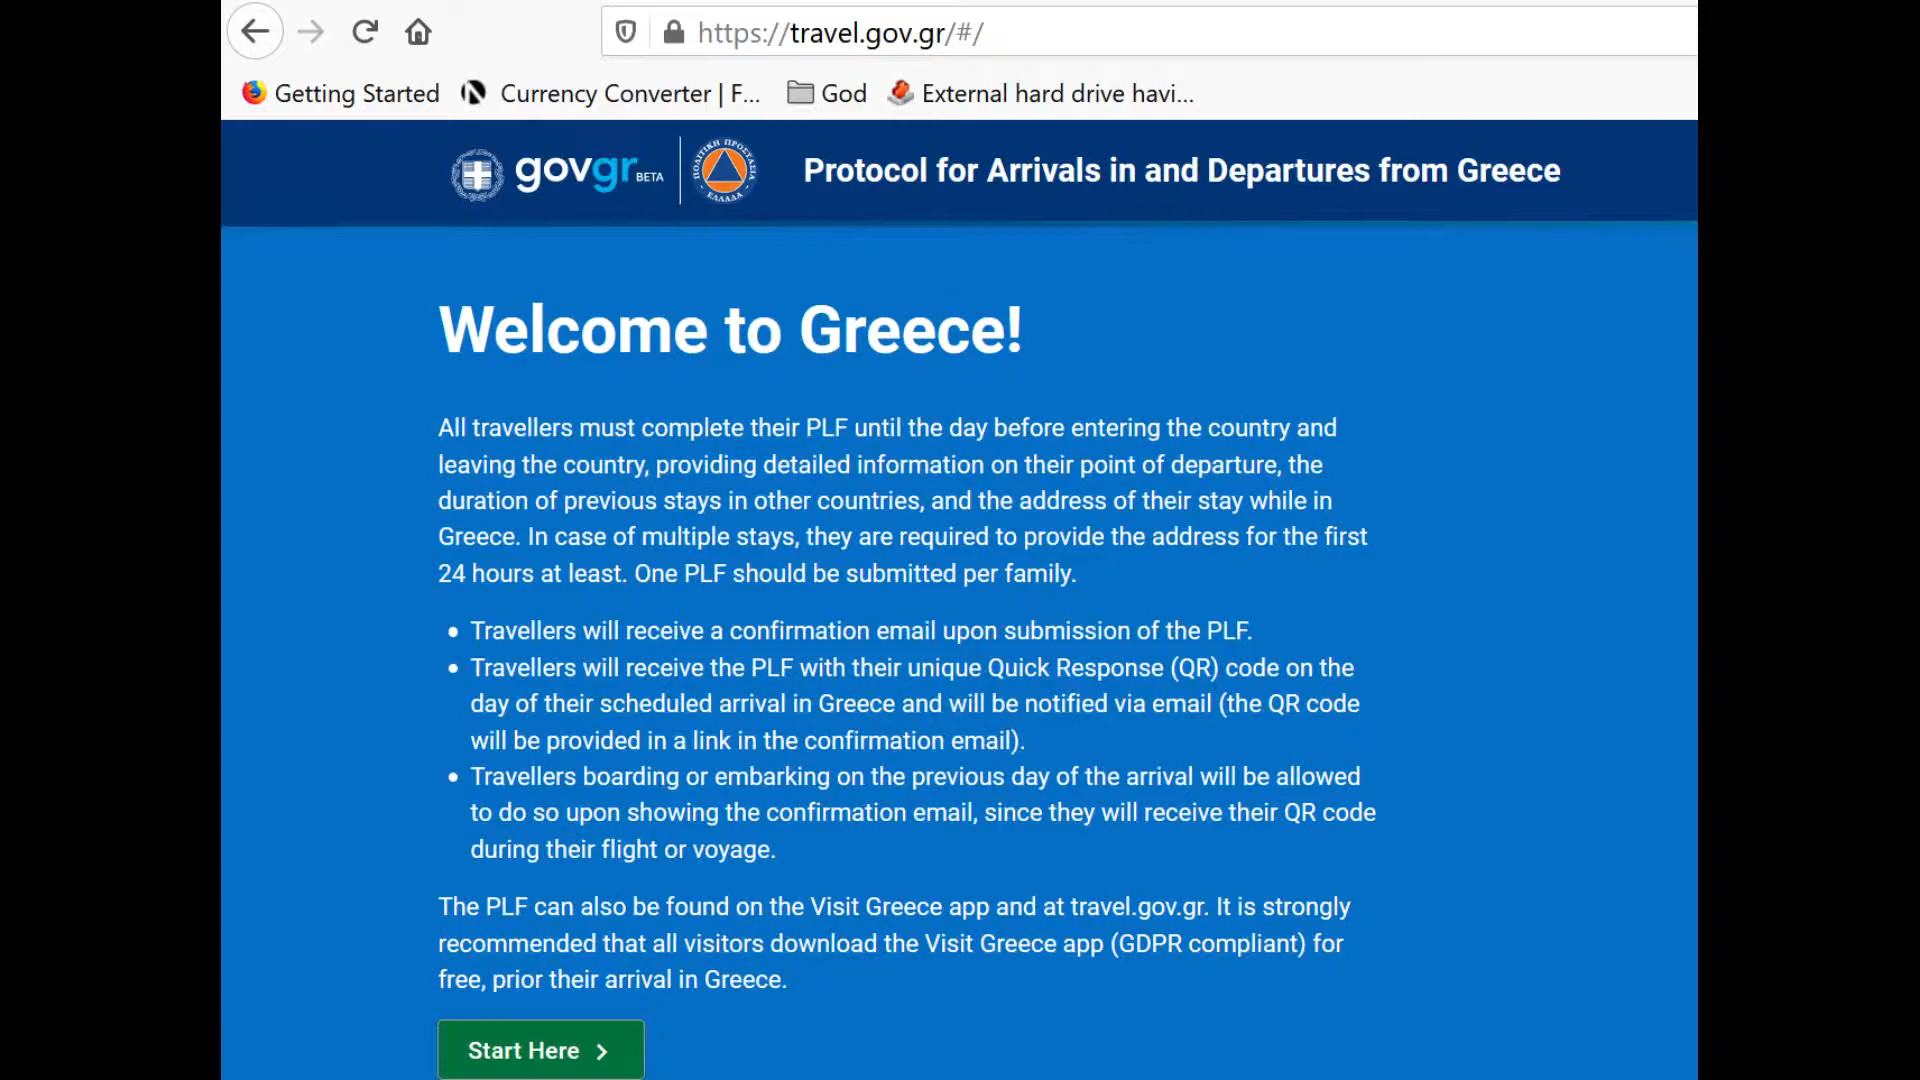 https://travel.gov.gr/#/
Getting Started Currency Converter | F... God External hard drive havi...
govgr BETA ΠΟΛΙΤΙΚΗ ΠΡΟΣΤΑΣΙΑ ΕΛΛΑΔΑ Protocol for Arrivals in and Departures from Greece
Welcome to Greece!
All travellers must complete their PLF until the day before entering the country and
leaving the country, providing detailed information on their point of departure, the
duration of previous stays in other countries, and the address of their stay while in
Greece. In case of multiple stays, they are required to provide the address for the first
24 hours at least. One PLF should be submitted per family.
• Travellers will receive a confirmation email upon submission of the PLF.
• Travellers will receive the PLF with their unique Quick Response (QR) code on the
day of their scheduled arrival in Greece and will be notified via email (the QR code
will be provided in a link in the confirmation email).
• Travellers boarding or embarking on the previous day of the arrival will be allowed
to do so upon showing the confirmation email, since they will receive their QR code
during their flight or voyage.
The PLF can also be found on the Visit Greece app and at travel.gov.gr. It is strongly
recommended that all visitors download the Visit Greece app (GDPR compliant) for
free, prior their arrival in Greece.
Start Here